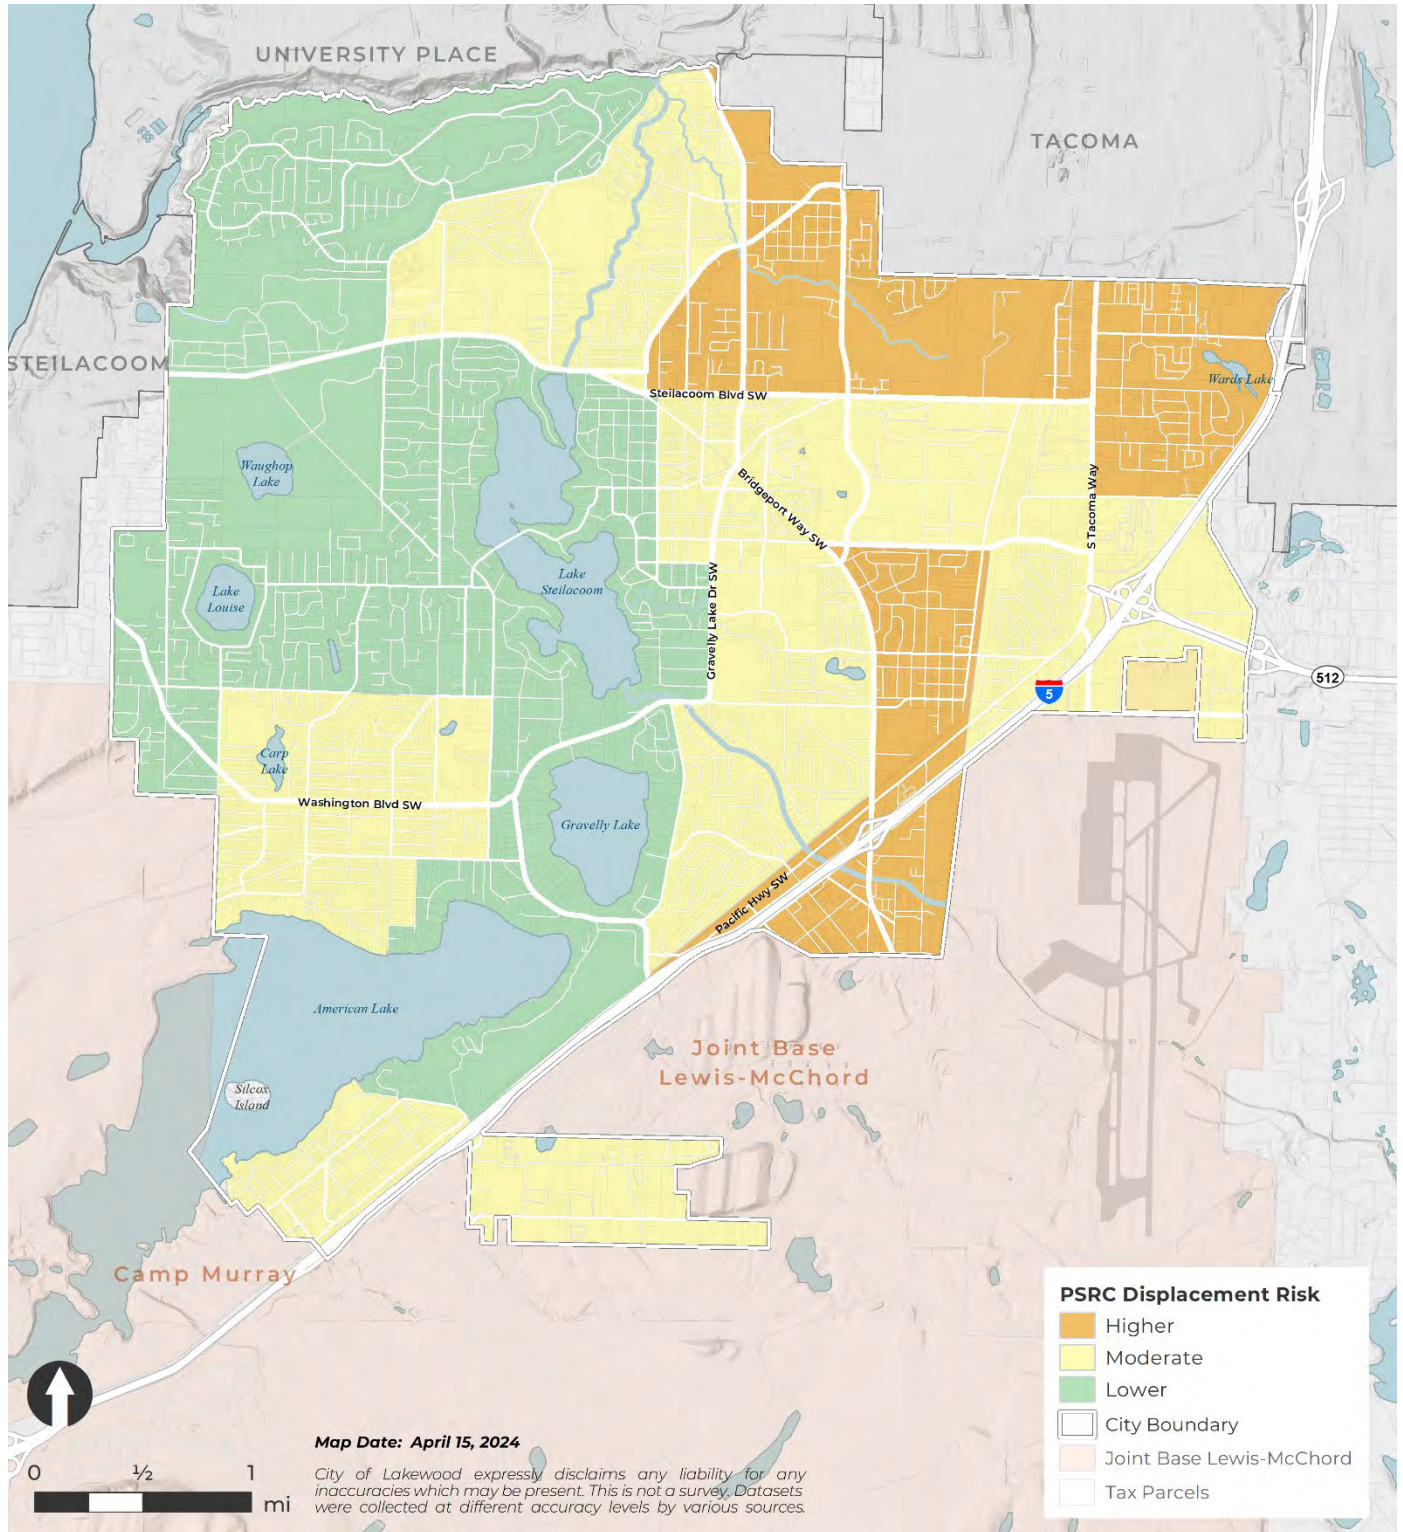 UNIVERSITY PLACE
TACOMA
STEILACOOM
Wards Lake
Steilacoom Blvd SW
Waughop
Lake
Bridgeport Way SW
S Tacoma Way
Lake
Louise
Lake
Steilacoom
Gravelly Lake Dr SW
512
5
Carp
Lake
Washington Blvd SW
Gravelly Lake
Pacific Hwy SW
American Lake
Joint Base
Lewis-McChord
Silcox
Island
Camp Murray
PSRC Displacement Risk
Higher
Moderate
Lower
City Boundary
Joint Base Lewis-McChord
Tax Parcels
Map Date: April 15, 2024
0 ½ 1
mi
City of Lakewood expressly disclaims any liability for any
inaccuracies which may be present. This is not a survey. Datasets
were collected at different accuracy levels by various sources.